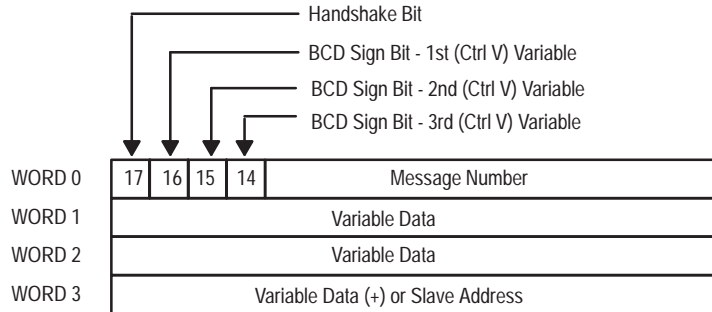 Handshake Bit
BCD Sign Bit - 1st (Ctrl V) Variable
BCD Sign Bit - 2nd (Ctrl V) Variable
BCD Sign Bit - 3rd (Ctrl V) Variable
WORD 0 17 16 15 14 Message Number
WORD 1 Variable Data
WORD 2 Variable Data
WORD 3 Variable Data (+) or Slave Address